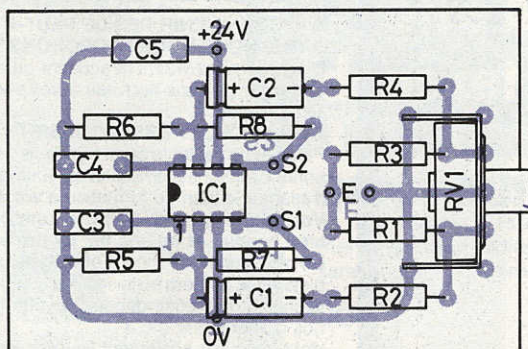 +24V
C5
+ C2 -
R4
R6
R8
R3
C4
S2
IC1
E
RV1
C3
1
S1
R1
R5
R7
+ C1 -
R2
0V